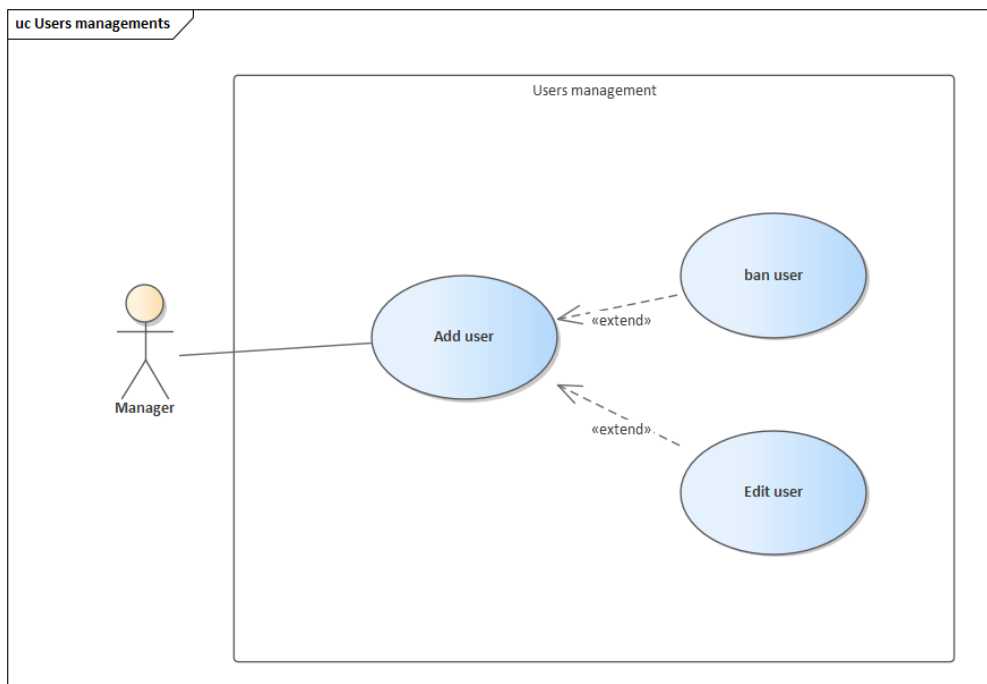 uc Users managements
Users management
ban user
«extend»
Add user
Manager
«extend»
Edit user